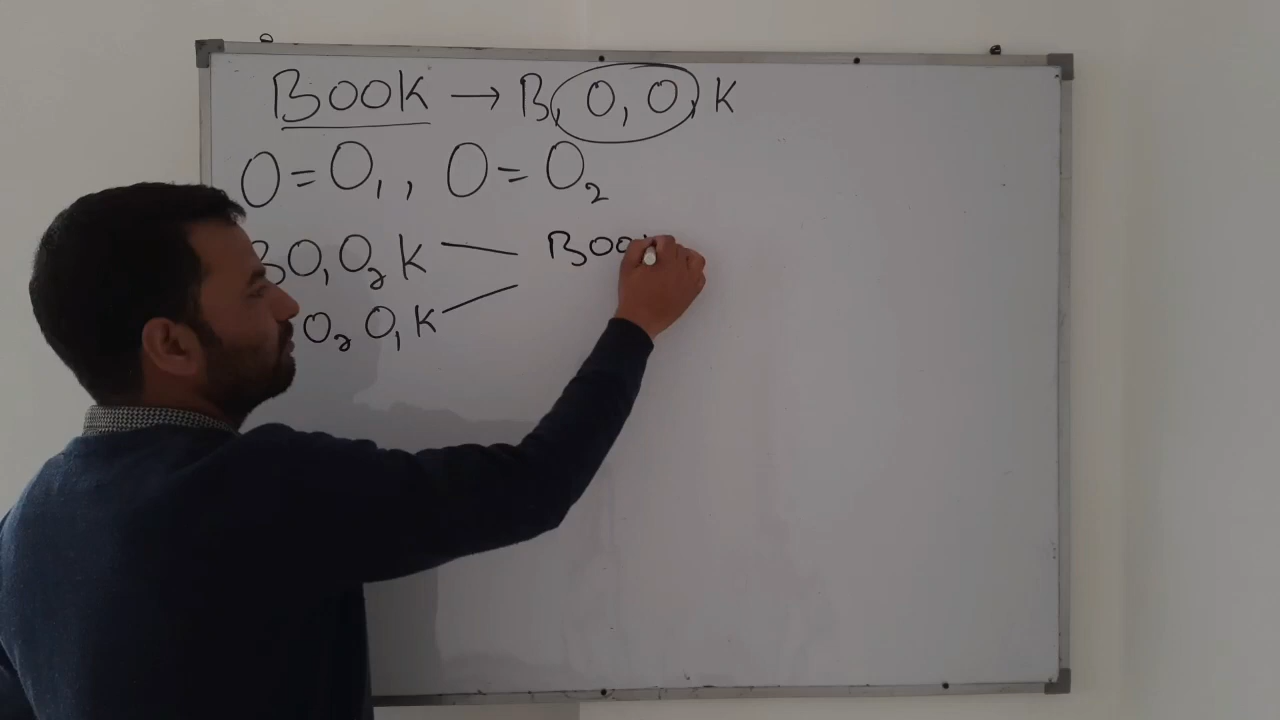 BOOK → B, O, O, K
O = O₁, O = O₂
BO₁O₂K — BOO
O₂O₁K —